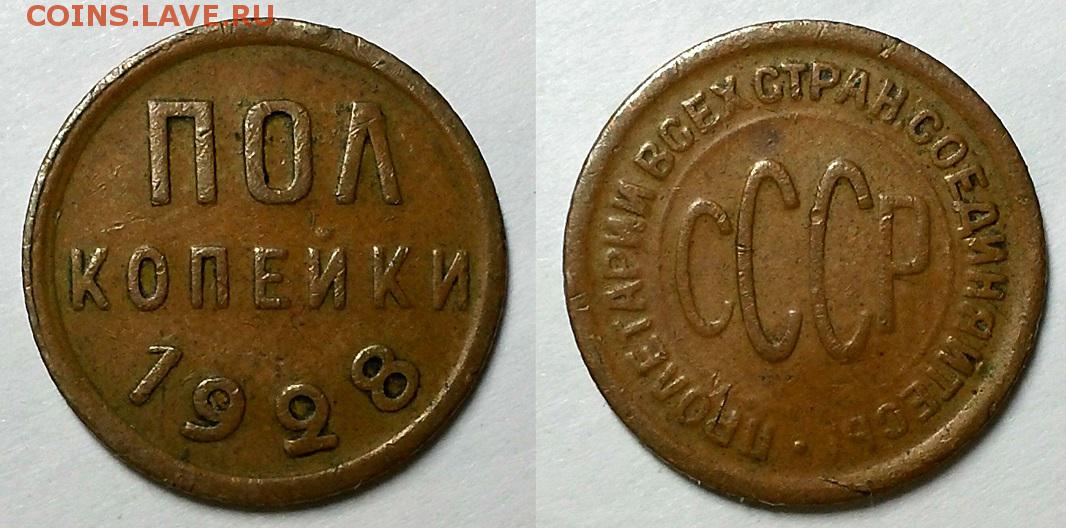 COINS.LAVE.RU
ПОЛ
КОПЕЙКИ
1928
ПРОЛЕТАРИИ ВСЕХ СТРАН, СОЕДИНЯЙТЕСЬ!
СССР